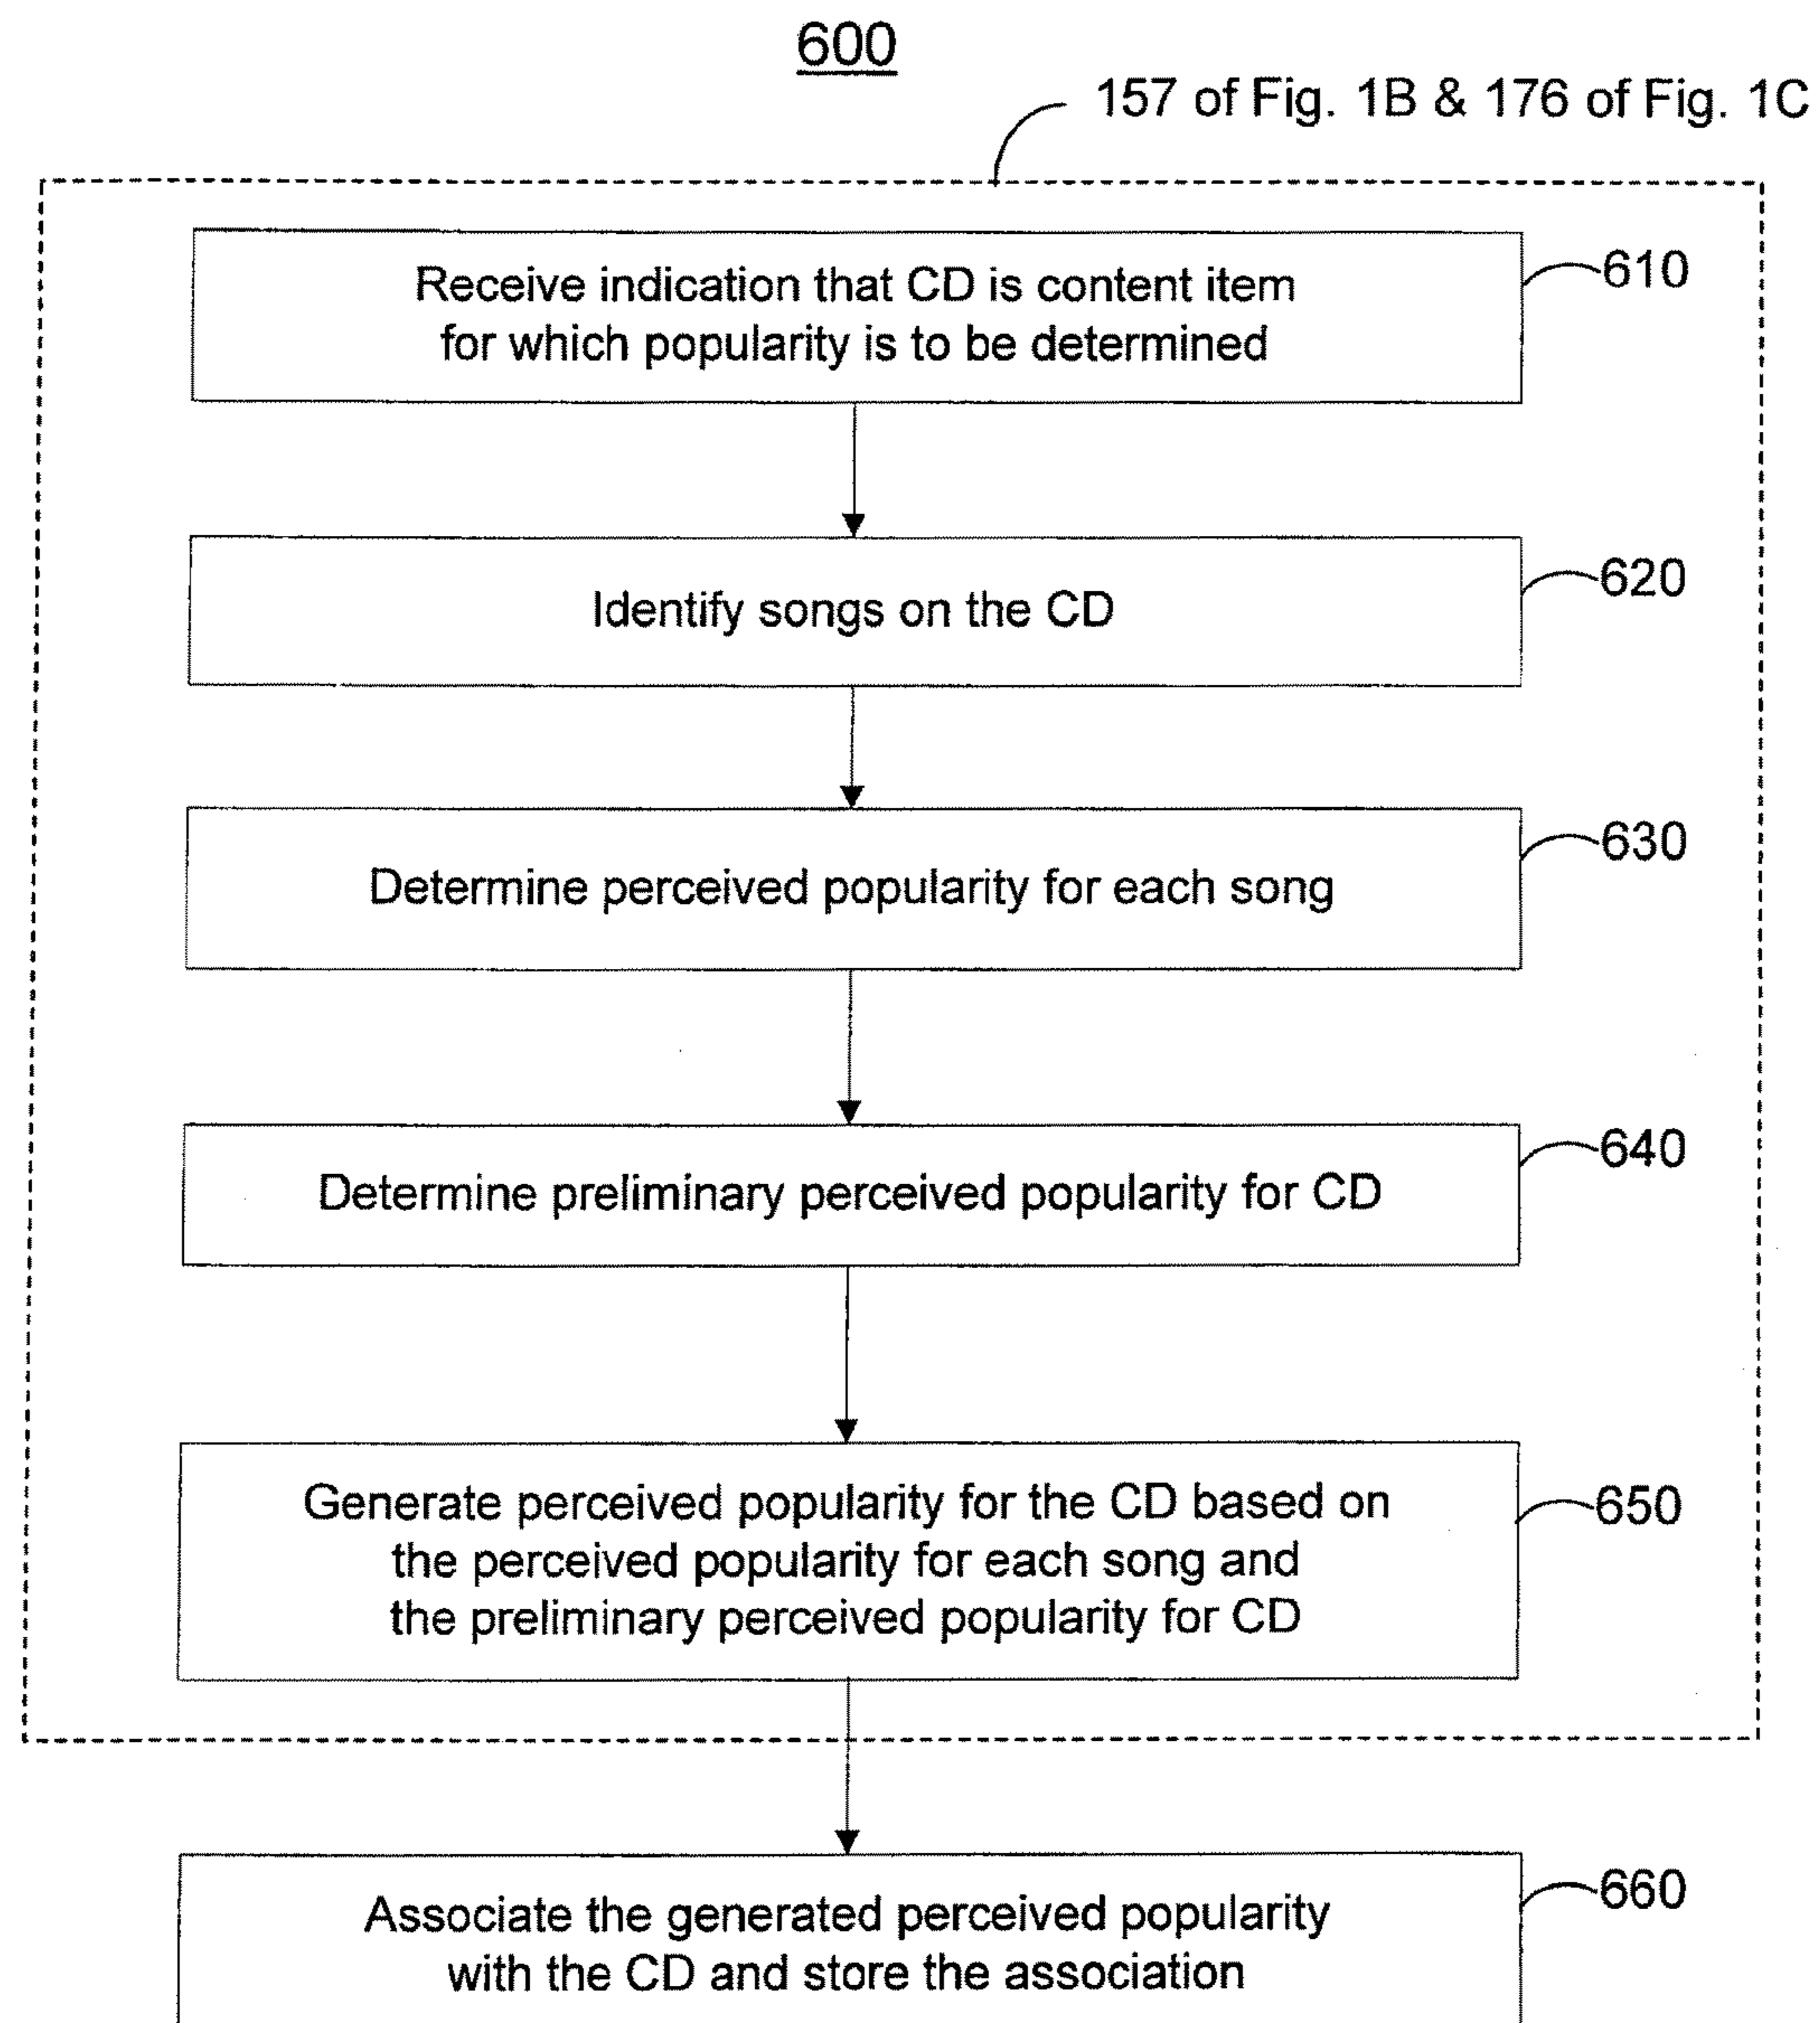 600
157 of Fig. 1B & 176 of Fig. 1C
Receive indication that CD is content item
for which popularity is to be determined
610
Identify songs on the CD
620
Determine perceived popularity for each song
630
Determine preliminary perceived popularity for CD
640
Generate perceived popularity for the CD based on
the perceived popularity for each song and
the preliminary perceived popularity for CD
650
Associate the generated perceived popularity
with the CD and store the association
660